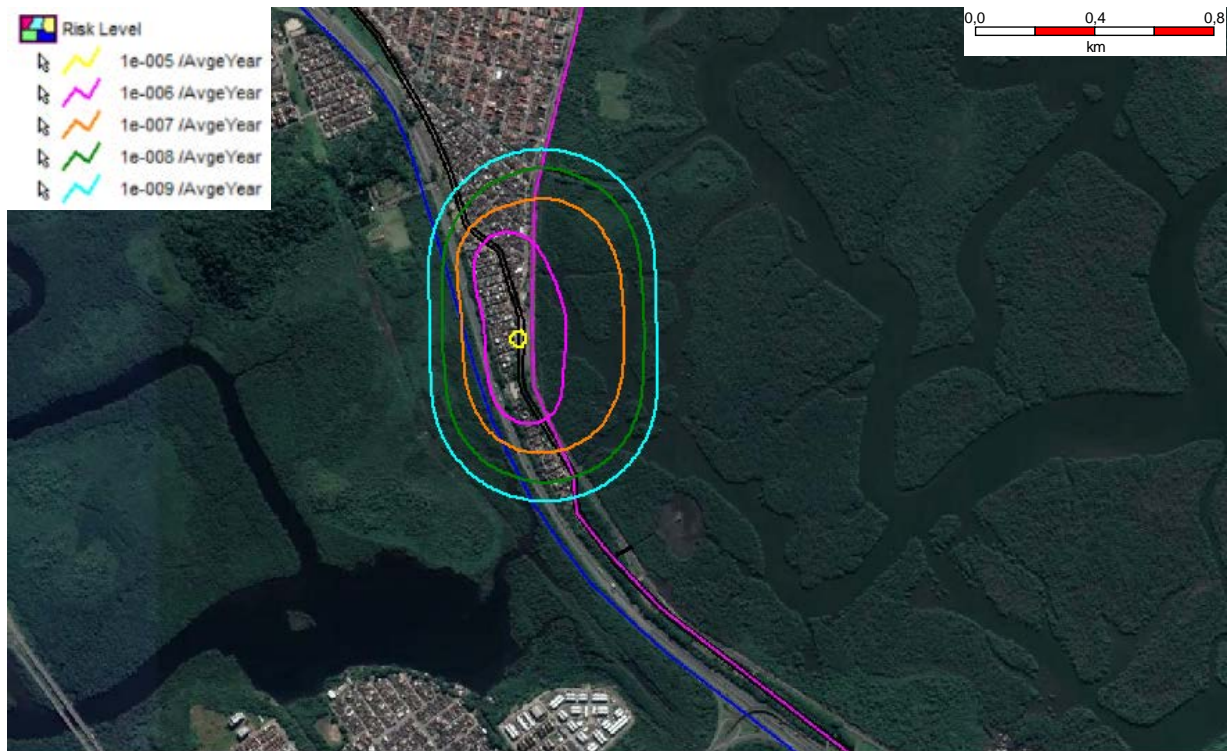 Risk Level
1e-005 /AvgeYear
1e-006 /AvgeYear
1e-007 /AvgeYear
1e-008 /AvgeYear
1e-009 /AvgeYear
0,0 0,4 0,8
km